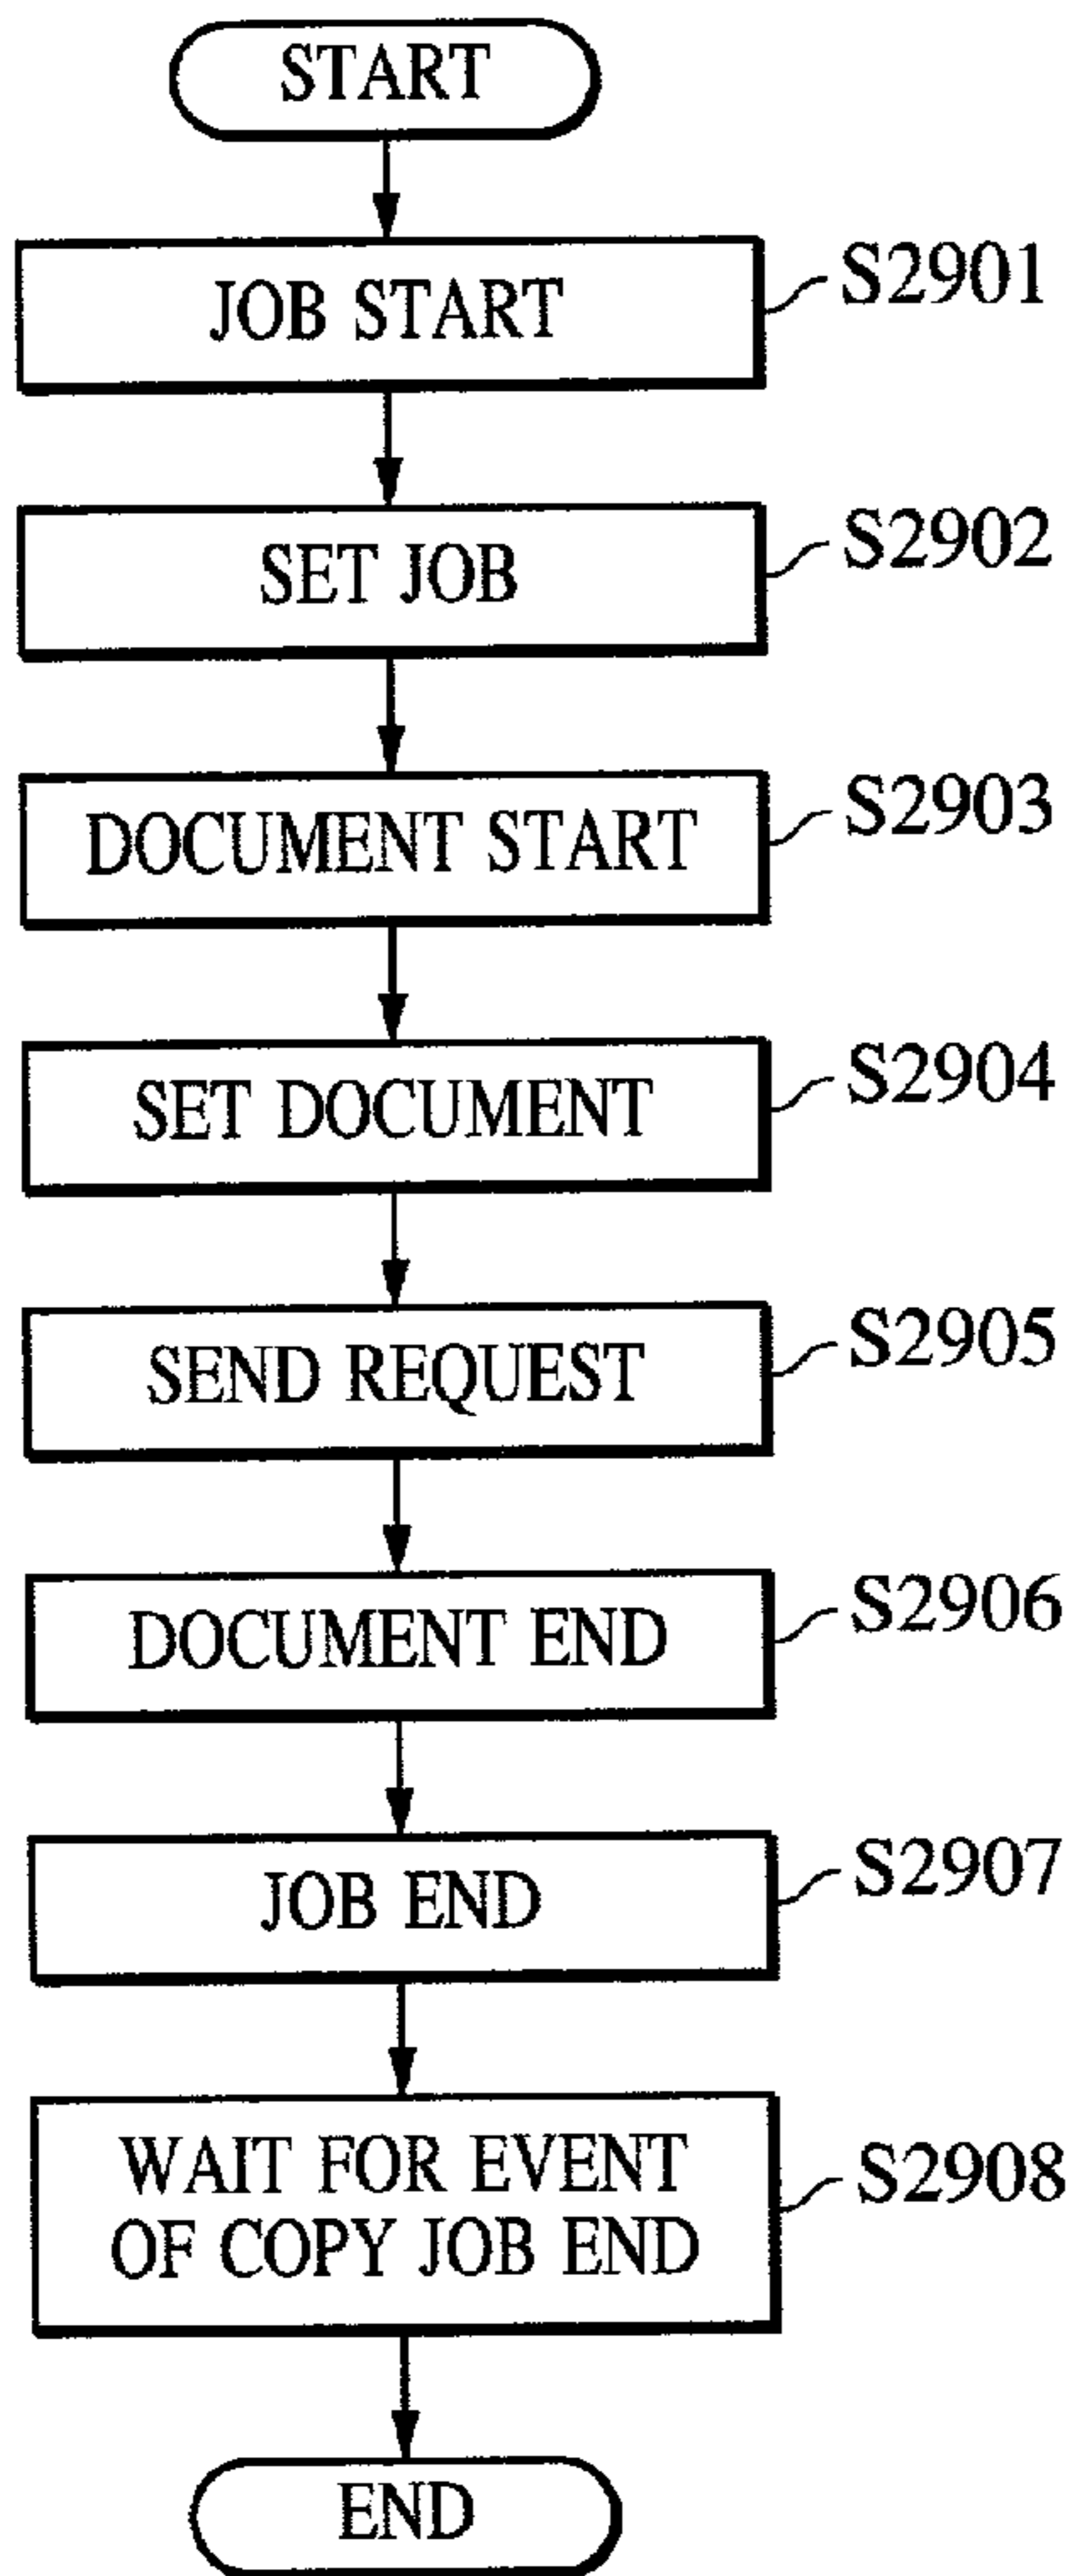 START
JOB START
S2901
SET JOB
S2902
DOCUMENT START
S2903
SET DOCUMENT
S2904
SEND REQUEST
S2905
DOCUMENT END
S2906
JOB END
S2907
WAIT FOR EVENT
OF COPY JOB END
S2908
END